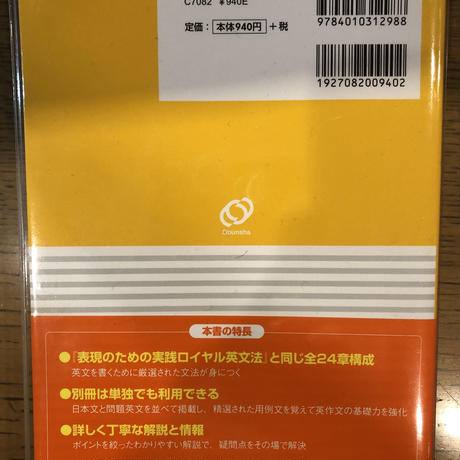 C7082 ¥940E
定価：本体940円＋税
9784010312988
1927082009402
Obunsha
本書の特長
●『表現のための実践ロイヤル英文法』と同じ全24章構成
英文を書くために厳選された文法が身につく
●別冊は単独でも利用できる
日本文と問題英文を並べて掲載し、精選された用例文を覚えて英作文の基礎力を強化
●詳しく丁寧な解説と情報
ポイントを絞ったわかりやすい解説で、疑問点をその場で解決